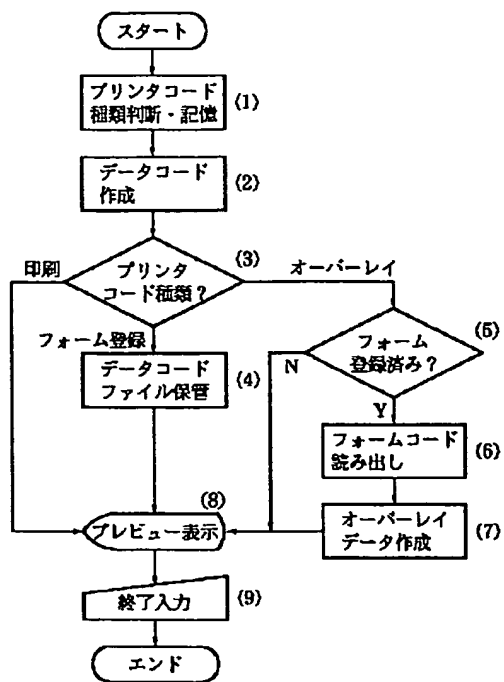 スタート
プリンタコード
種類判断・記憶
(1)
データコード
作成
(2)
プリンタ
コード種類？
(3)
印刷
オーバーレイ
フォーム登録
データコード
ファイル保管
(4)
フォーム
登録済み？
(5)
N
Y
フォームコード
読み出し
(6)
オーバーレイ
データ作成
(7)
(8)
プレビュー表示
終了入力
(9)
エンド